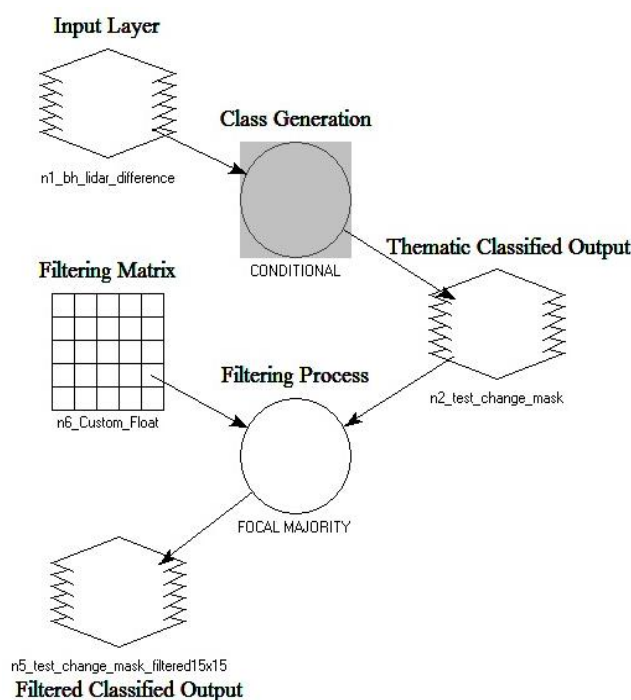 Input Layer
n1_bh_lidar_difference
Class Generation
CONDITIONAL
Thematic Classified Output
n2_test_change_mask
Filtering Matrix
n6_Custom_Float
Filtering Process
FOCAL MAJORITY
n5_test_change_mask_filtered15x15
Filtered Classified Output